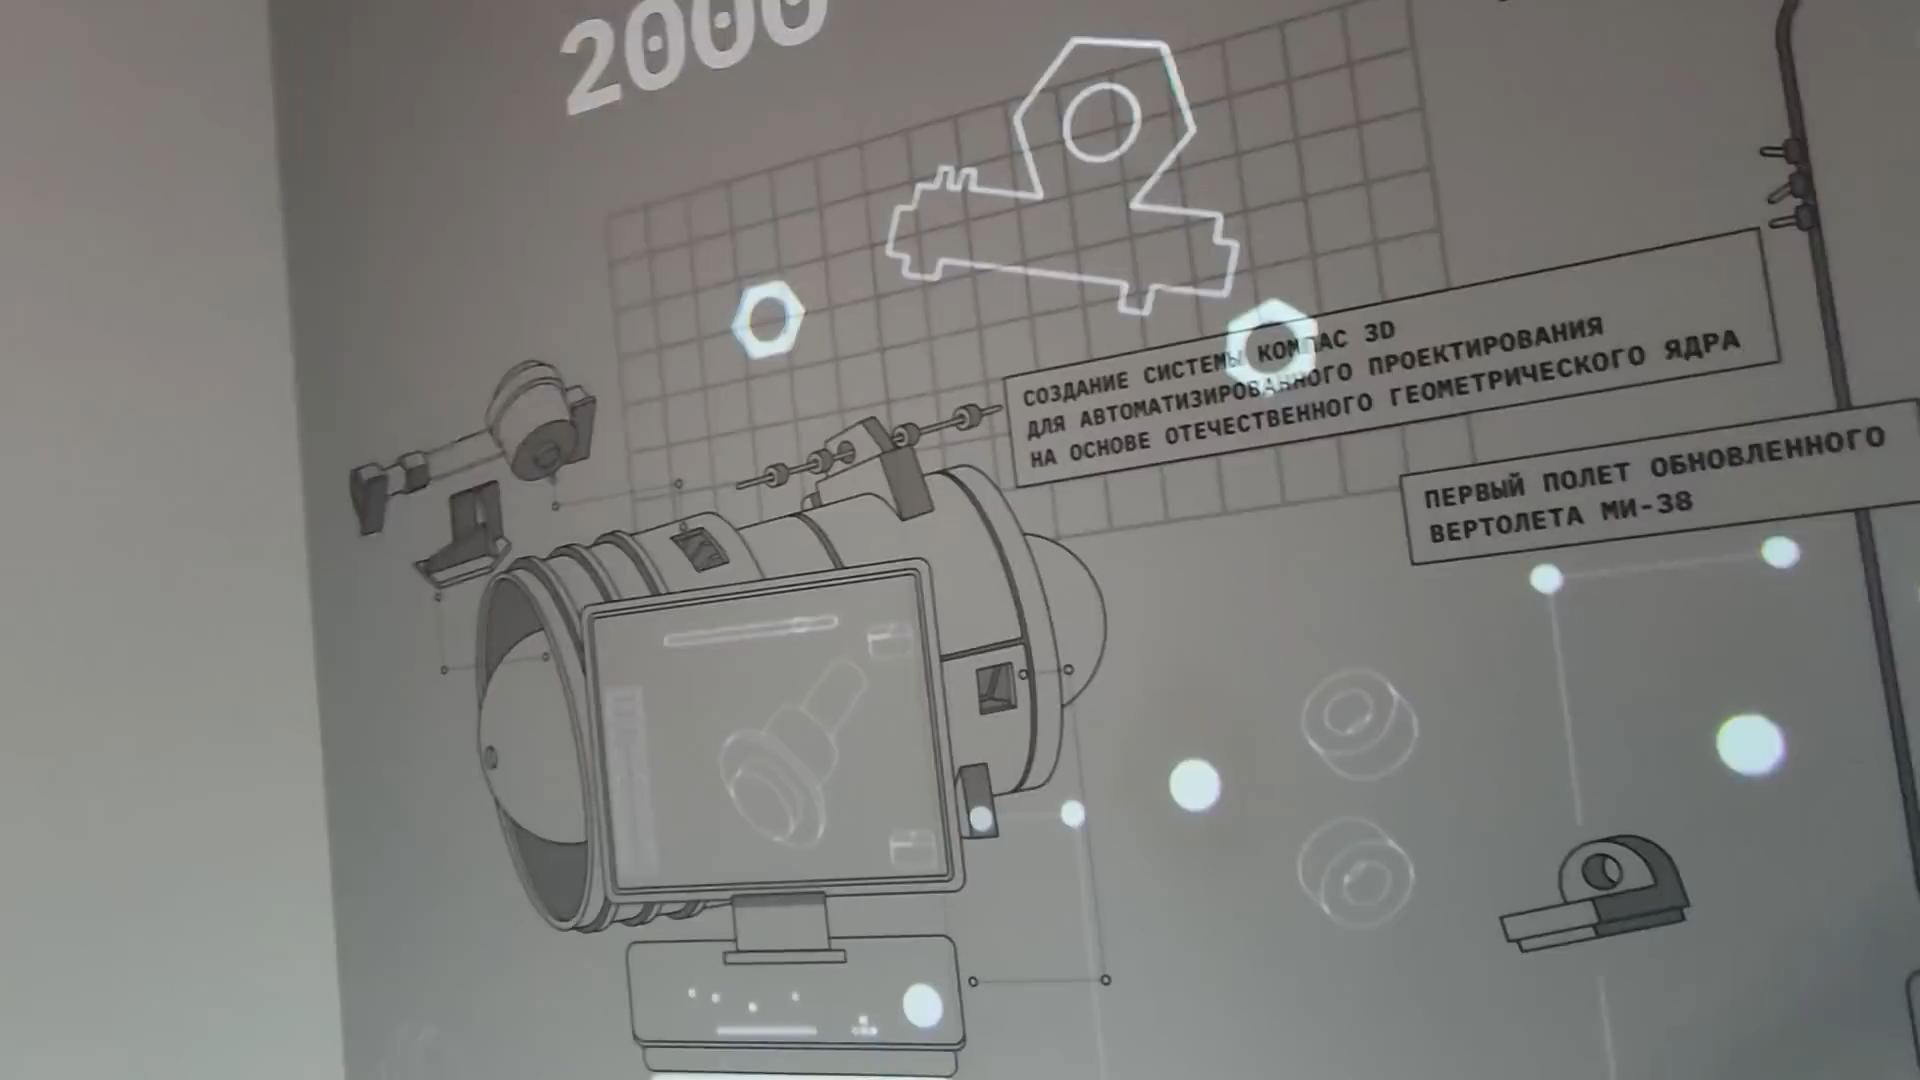 2000
СОЗДАНИЕ СИСТЕМЫ КОМПАС 3D
ДЛЯ АВТОМАТИЗИРОВАННОГО ПРОЕКТИРОВАНИЯ
НА ОСНОВЕ ОТЕЧЕСТВЕННОГО ГЕОМЕТРИЧЕСКОГО ЯДРА
ПЕРВЫЙ ПОЛЕТ ОБНОВЛЕННОГО
ВЕРТОЛЕТА МИ-38